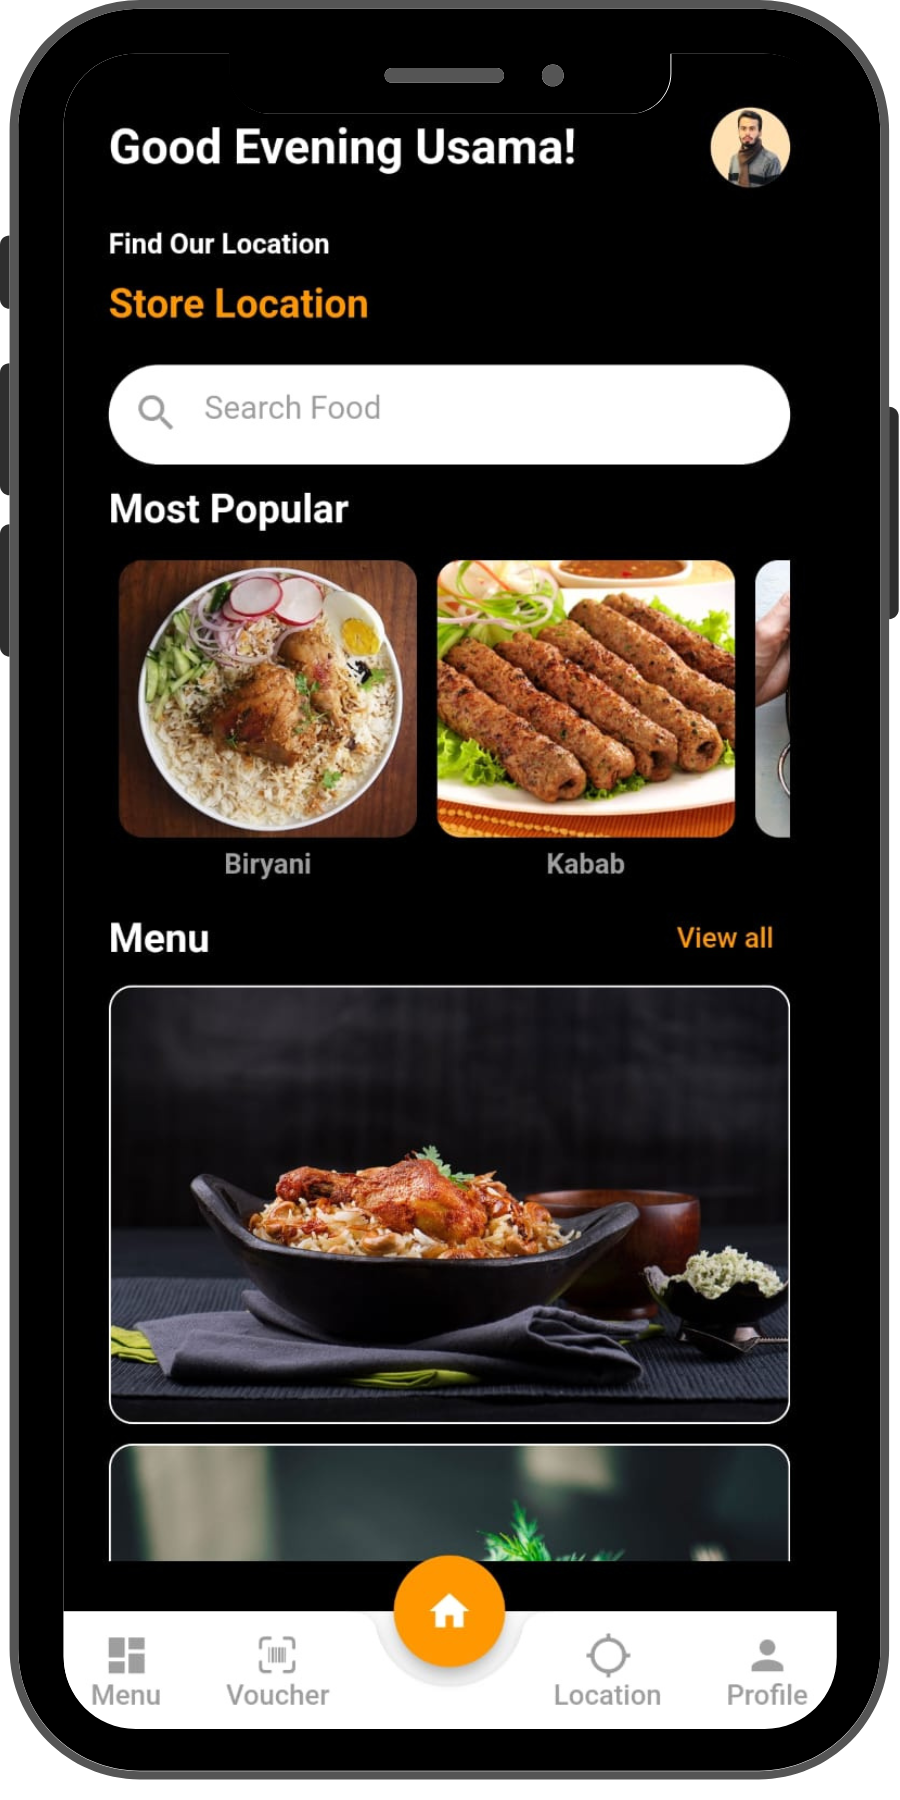 Good Evening Usama!
Find Our Location
Store Location
Search Food
Most Popular
Biryani
Kabab
Menu
View all
Menu
Voucher
Location
Profile